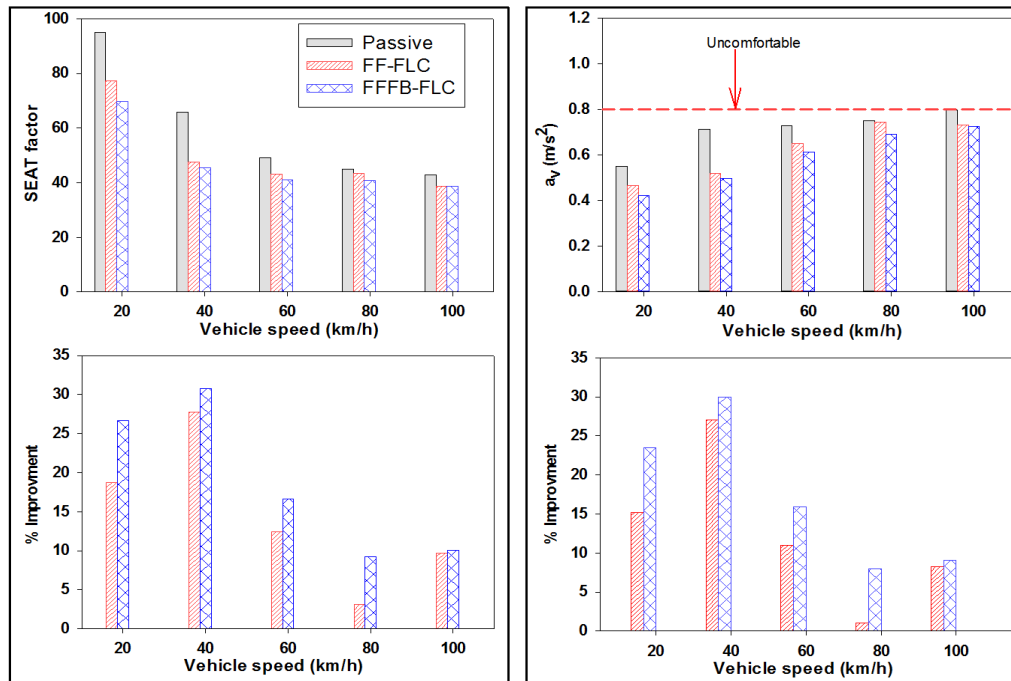 100
80
60
40
20
0
SEAT factor
Passive
FF-FLC
FFFB-FLC
20 40 60 80 100
Vehicle speed (km/h)
1.2
1.0
0.8
0.6
0.4
0.2
0.0
av (m/s2)
Uncomfortable
20 40 60 80 100
Vehicle speed (km/h)
35
30
25
20
15
10
5
0
% Improvment
20 40 60 80 100
Vehicle speed (km/h)
35
30
25
20
15
10
5
0
% Improvment
20 40 60 80 100
Vehicle speed (km/h)